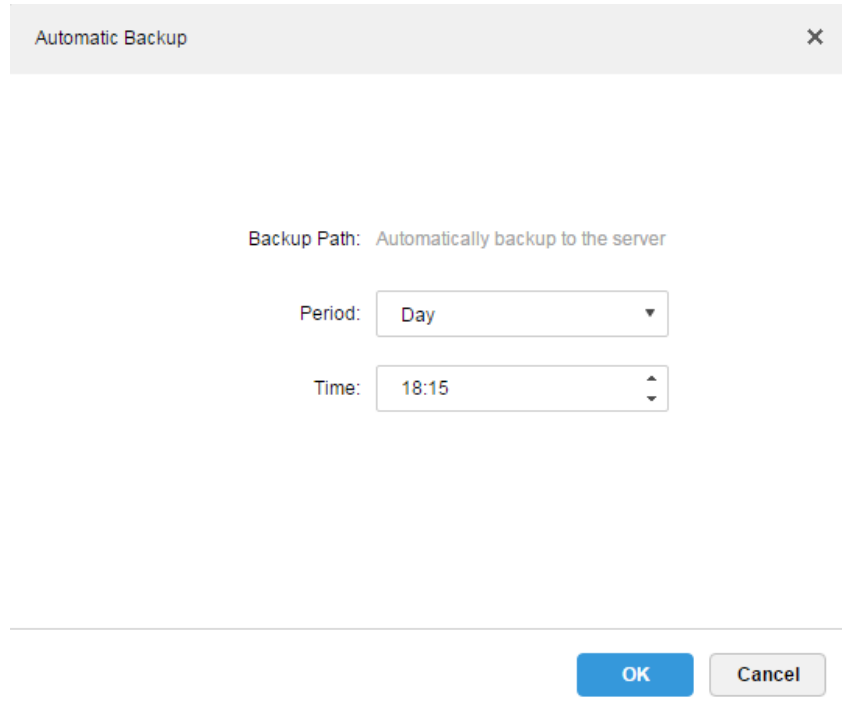 Automatic Backup
Backup Path: Automatically backup to the server
Period: Day
Time: 18:15
OK Cancel